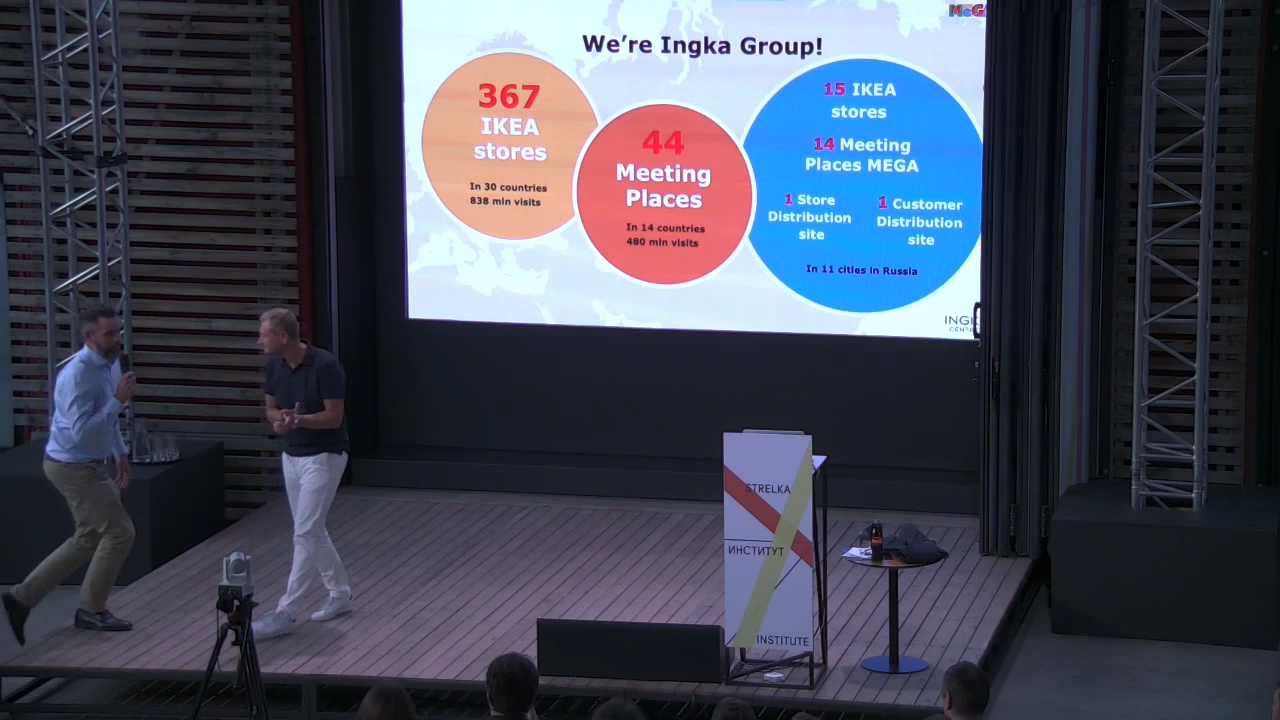 We're Ingka Group!
367
IKEA
stores
In 30 countries
838 mln visits
44
Meeting
Places
In 14 countries
480 mln visits
15 IKEA
stores
14 Meeting
Places MEGA
1 Store
Distribution
site
1 Customer
Distribution
site
In 11 cities in Russia
STRELKA
ИНСТИТУТ
INSTITUTE